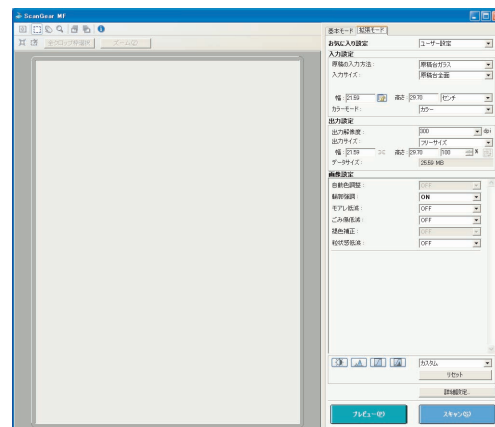 ScanGear MF
全クロップ枠選択 ズーム(Z)
基本モード 拡張モード
お気に入り設定 ユーザー設定
入力設定
原稿の入力方法: 原稿台ガラス
入力サイズ: 原稿台全面
幅: 21.59 高さ: 29.70 センチ
カラーモード: カラー
出力設定
出力解像度: 300 dpi
出力サイズ: フリーサイズ
幅: 21.59 高さ: 29.70 100 %
データサイズ: 25.59 MB
画像設定
自動色調整: OFF
輪郭強調: ON
モアレ低減: OFF
ごみ傷低減: OFF
褪色補正: OFF
粒状感低減: OFF
カスタム
リセット
詳細設定...
プレビュー(P) スキャン(S)